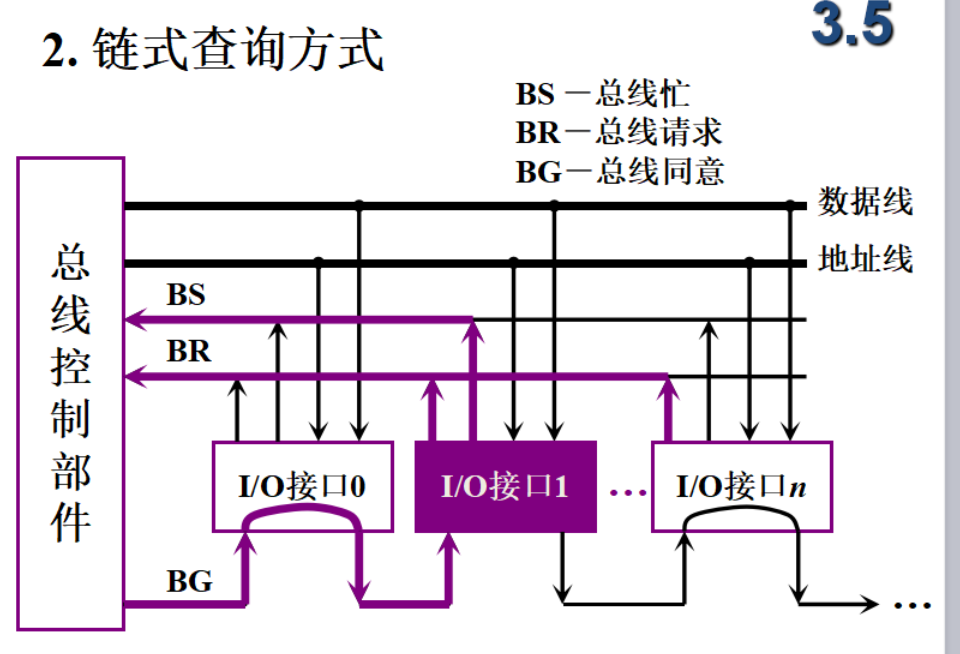 3.5
2. 链式查询方式
BS －总线忙
BR－总线请求
BG－总线同意
数据线
地址线
BS
BR
总线控制部件
I/O接口0
I/O接口1
…
I/O接口n
BG
…